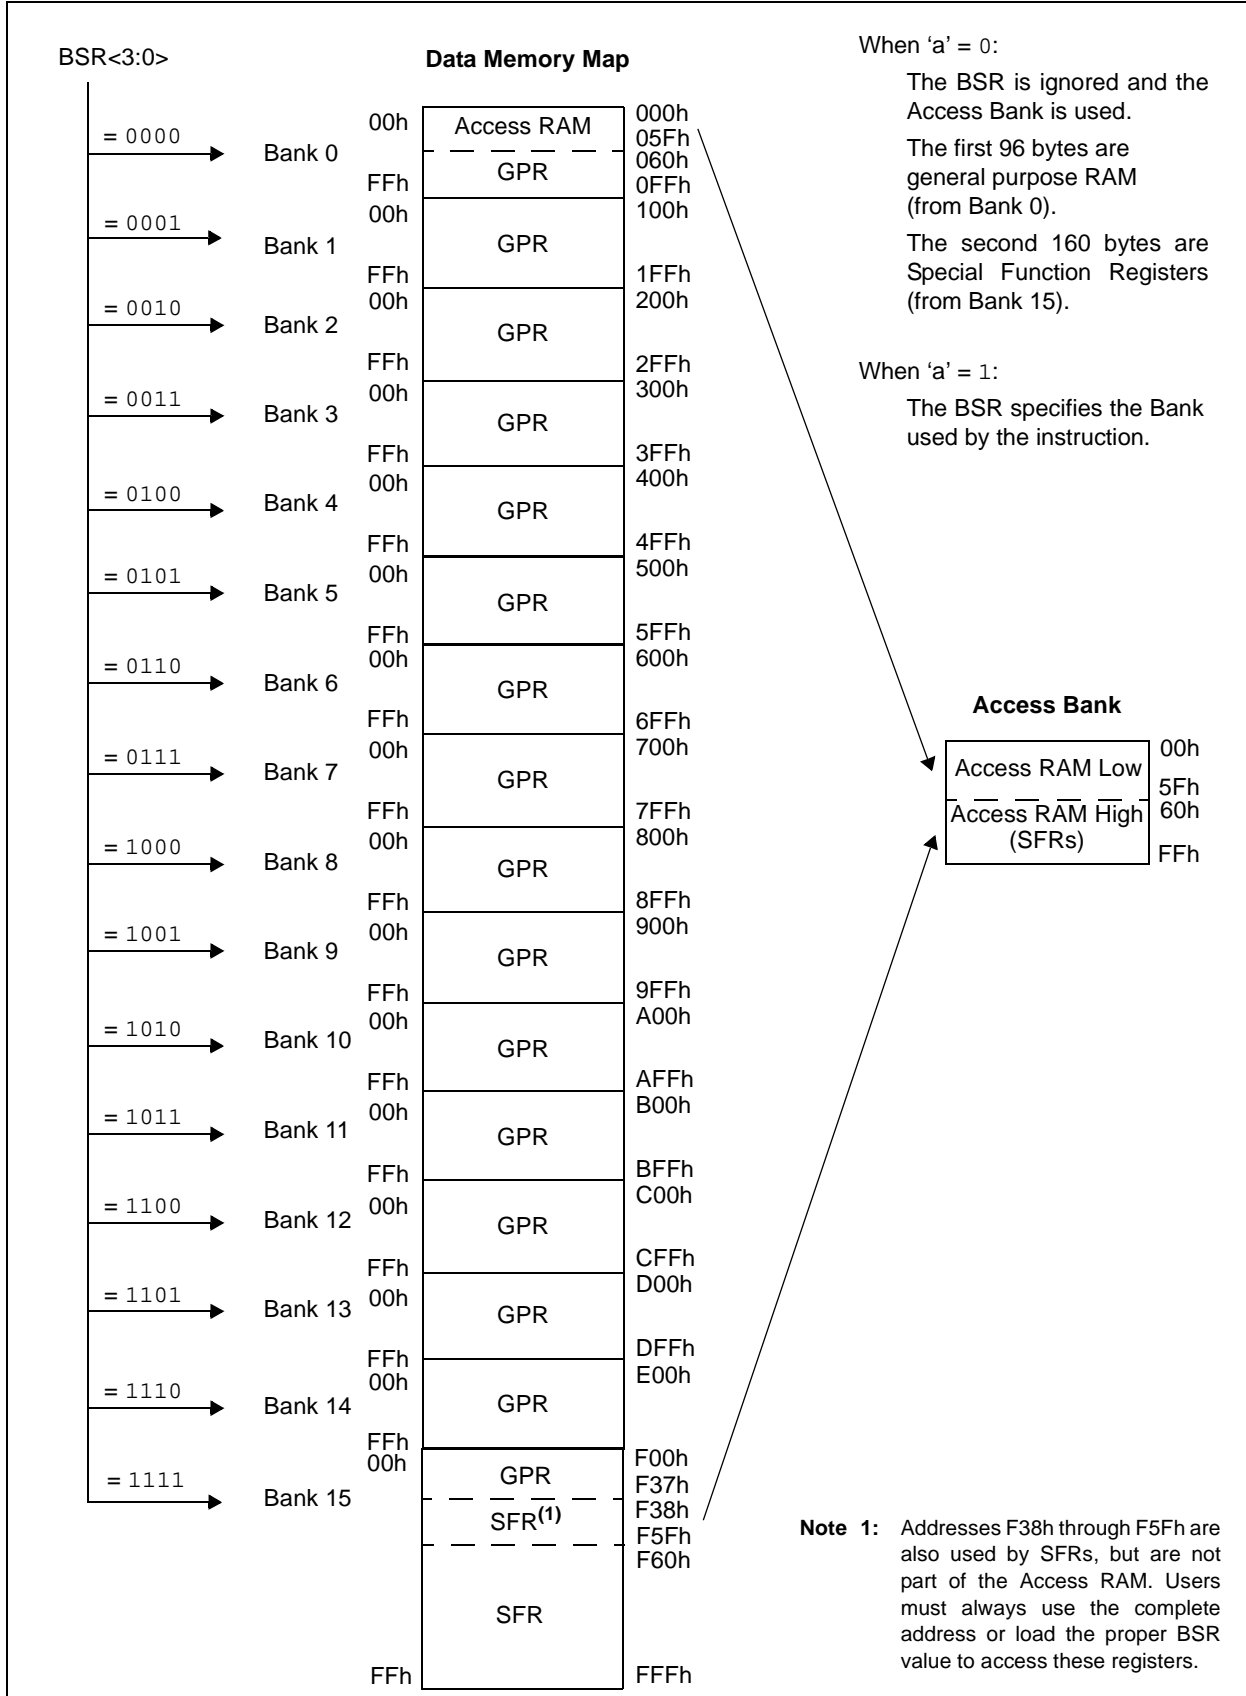 BSR<3:0>
Data Memory Map
When ‘a’ = 0:
The BSR is ignored and the
Access Bank is used.
The first 96 bytes are
general purpose RAM
(from Bank 0).
The second 160 bytes are
Special Function Registers
(from Bank 15).
When ‘a’ = 1:
The BSR specifies the Bank
used by the instruction.
= 0000
Bank 0
00h
Access RAM
000h
05Fh
060h
GPR
FFh
0FFh
= 0001
Bank 1
00h
100h
GPR
FFh
1FFh
= 0010
Bank 2
00h
200h
GPR
FFh
2FFh
= 0011
Bank 3
00h
300h
GPR
FFh
3FFh
= 0100
Bank 4
00h
400h
GPR
FFh
4FFh
= 0101
Bank 5
00h
500h
GPR
FFh
5FFh
= 0110
Bank 6
00h
600h
GPR
FFh
6FFh
= 0111
Bank 7
00h
700h
GPR
FFh
7FFh
= 1000
Bank 8
00h
800h
GPR
FFh
8FFh
= 1001
Bank 9
00h
900h
GPR
FFh
9FFh
= 1010
Bank 10
00h
A00h
GPR
FFh
AFFh
= 1011
Bank 11
00h
B00h
GPR
FFh
BFFh
= 1100
Bank 12
00h
C00h
GPR
FFh
CFFh
= 1101
Bank 13
00h
D00h
GPR
FFh
DFFh
= 1110
Bank 14
00h
E00h
GPR
FFh
= 1111
Bank 15
00h
F00h
GPR
F37h
F38h
SFR(1)
F5Fh
F60h
SFR
FFh
FFFh
Access Bank
Access RAM Low
00h
5Fh
Access RAM High
(SFRs)
60h
FFh
Note 1: Addresses F38h through F5Fh are
also used by SFRs, but are not
part of the Access RAM. Users
must always use the complete
address or load the proper BSR
value to access these registers.